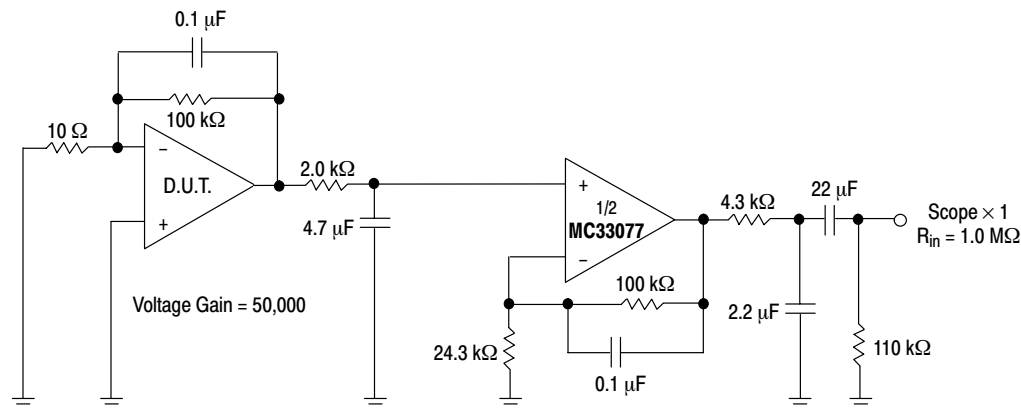 0.1 µF
100 kΩ
10 Ω
−
D.U.T.
+
2.0 kΩ
4.7 µF
Voltage Gain = 50,000
+
1/2
MC33077
−
100 kΩ
24.3 kΩ
0.1 µF
4.3 kΩ
22 µF
2.2 µF
110 kΩ
Scope × 1
Rin = 1.0 MΩ